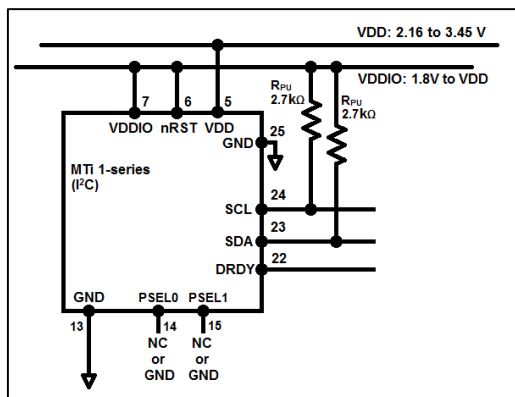 VDD: 2.16 to 3.45 V
VDDIO: 1.8V to VDD
RPU
2.7kΩ
RPU
2.7kΩ
7 6 5
VDDIO nRST VDD
25
GND
MTi 1-series
(I²C)
24
SCL
23
SDA
22
DRDY
GND PSEL0 PSEL1
13 14 15
NC NC
or or
GND GND